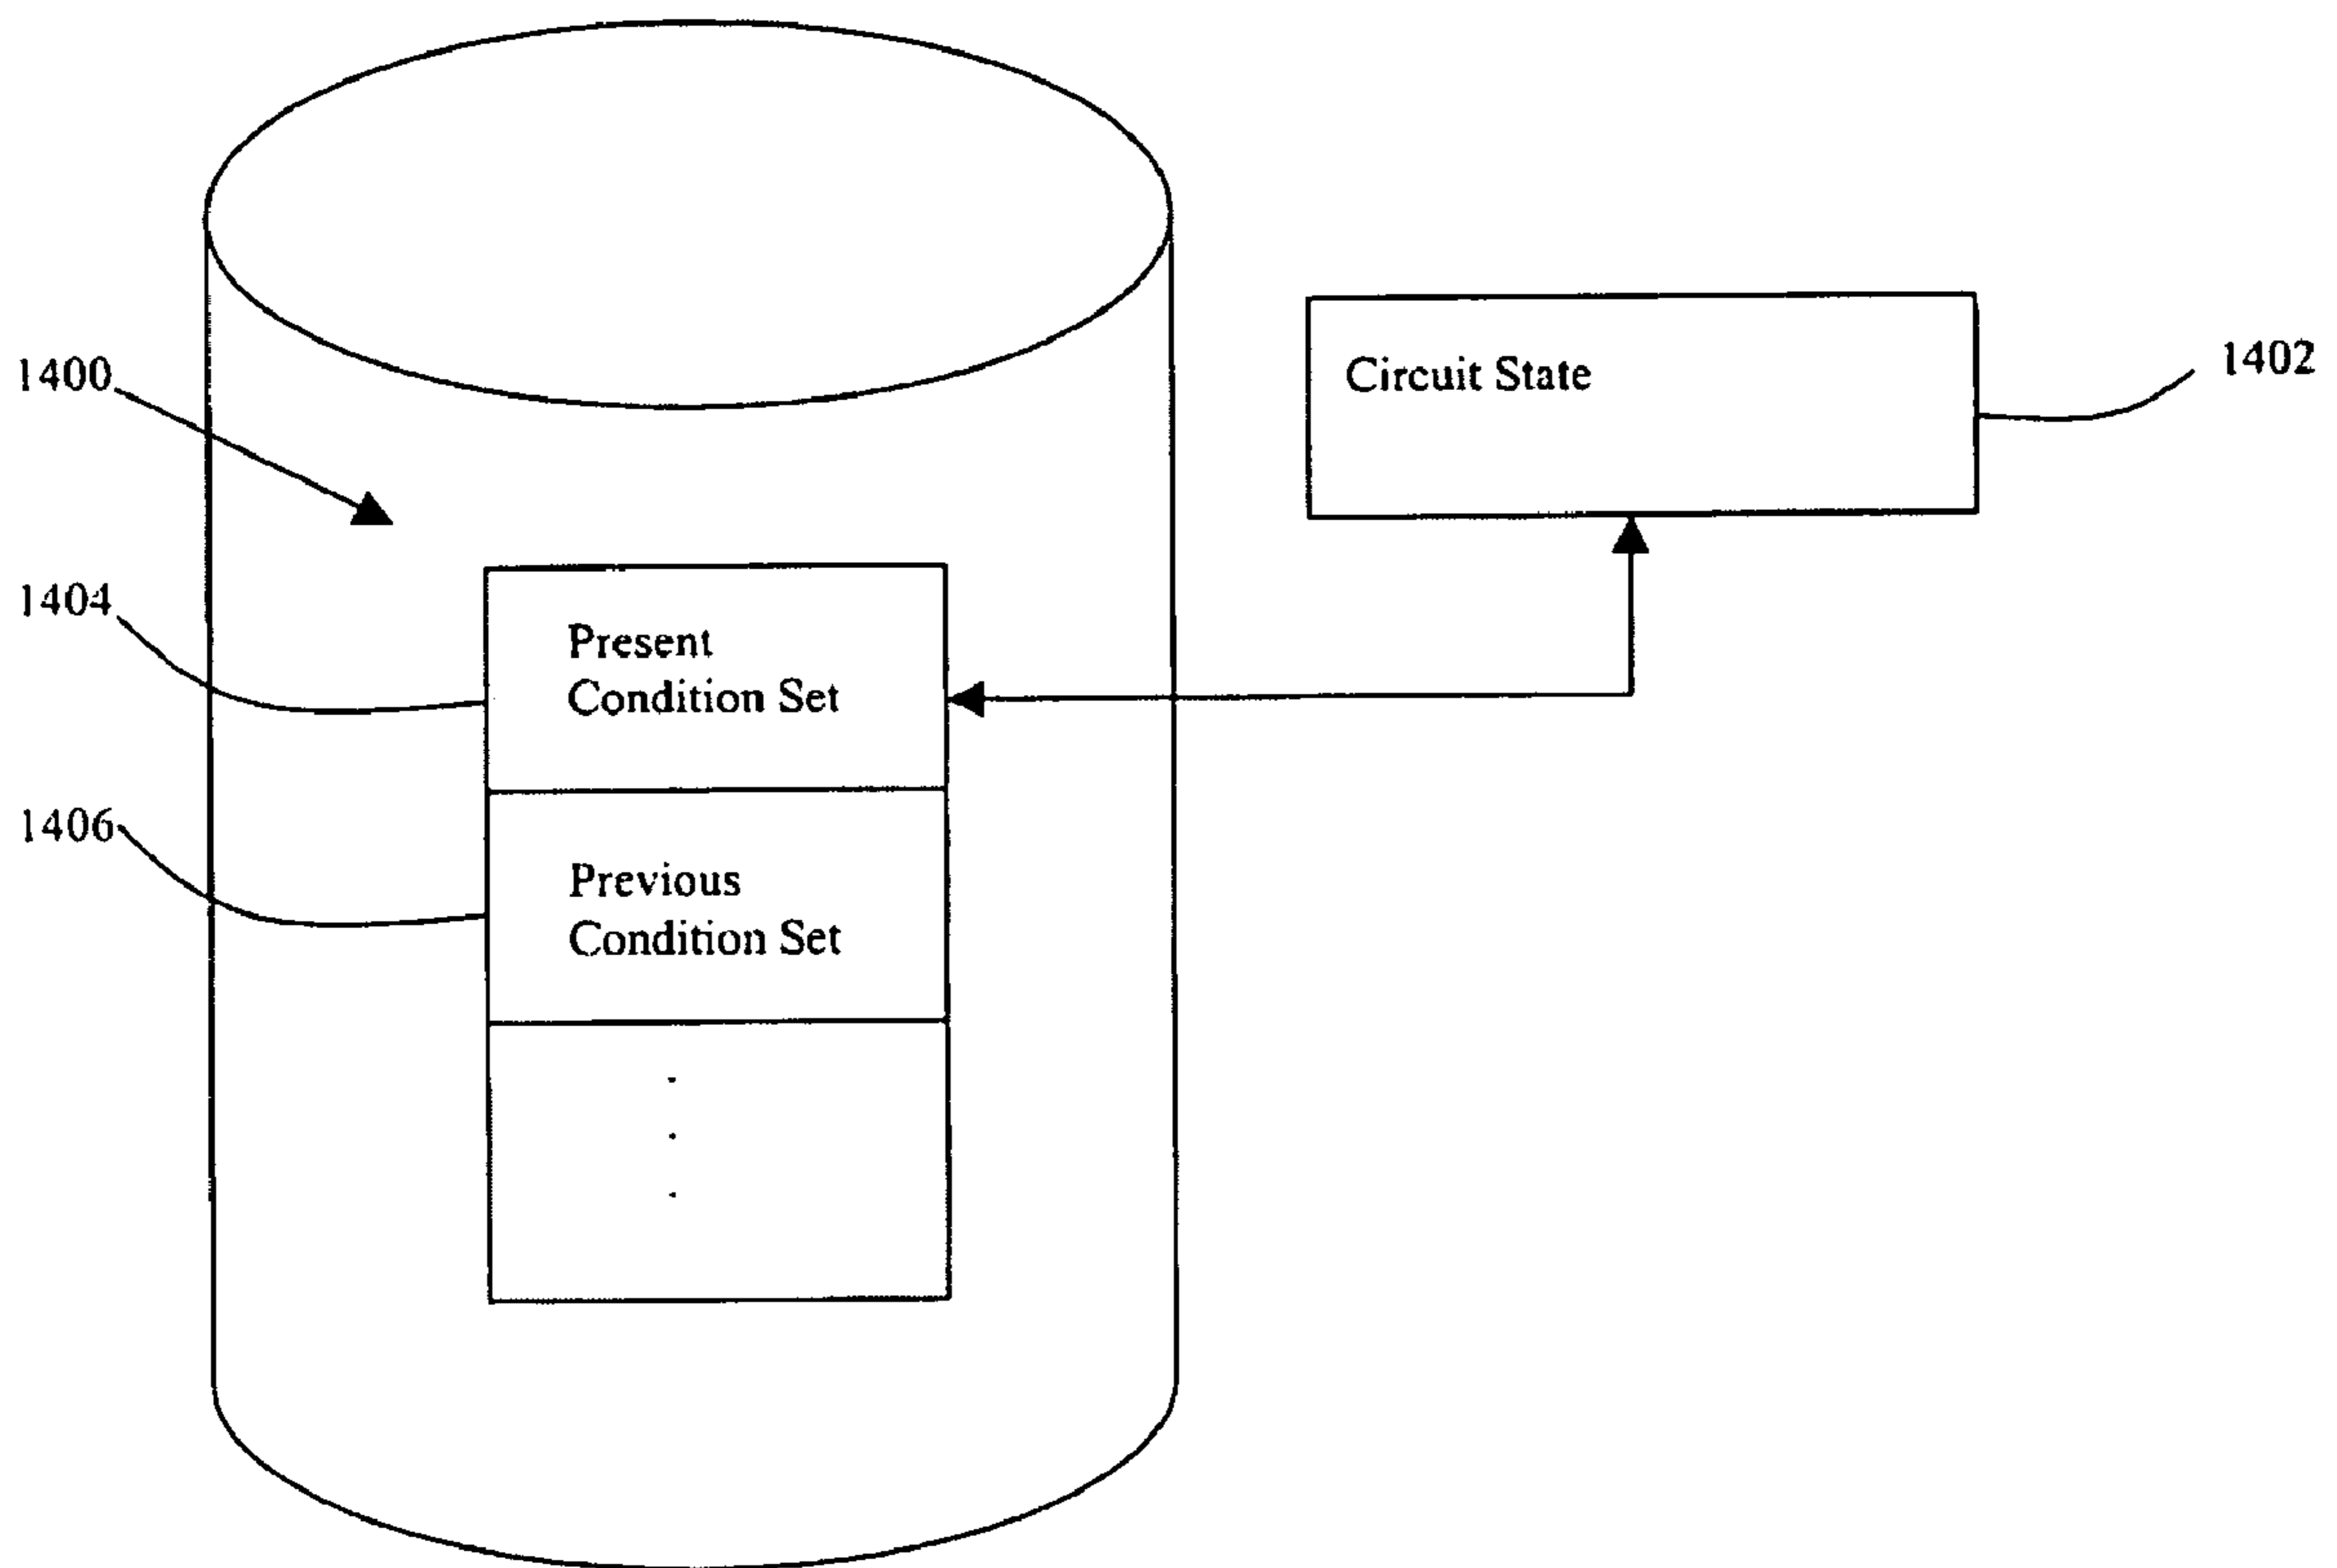 1400
Circuit State
1402
1404
Present
Condition Set
1406
Previous
Condition Set